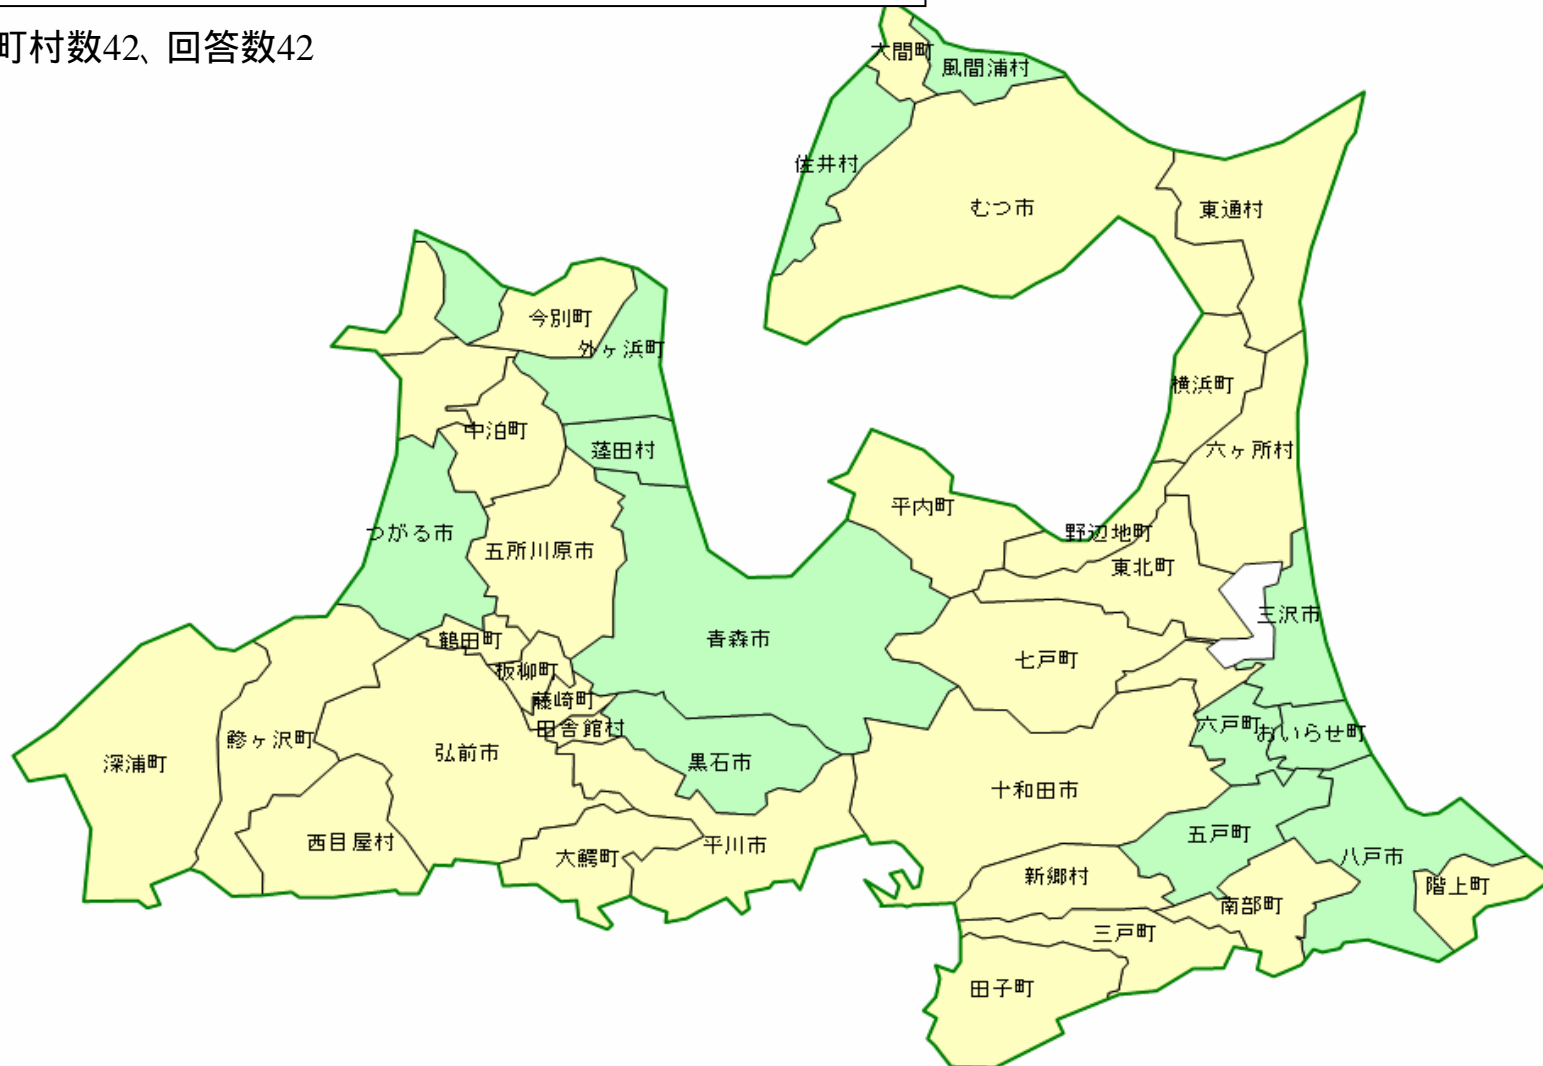 町村数42、回答数42
大間町
風間浦村
佐井村
むつ市
東通村
今別町
外ヶ浜町
横浜町
中泊町
蓬田村
六ヶ所村
平内町
つがる市
野辺地町
五所川原市
東北町
三沢市
鶴田町
青森市
七戸町
板柳町
藤崎町
田舎館村
六戸町
おいらせ町
鰺ヶ沢町
弘前市
深浦町
黒石市
十和田市
五戸町
西目屋村
平川市
大鰐町
八戸市
新郷村
階上町
南部町
三戸町
田子町